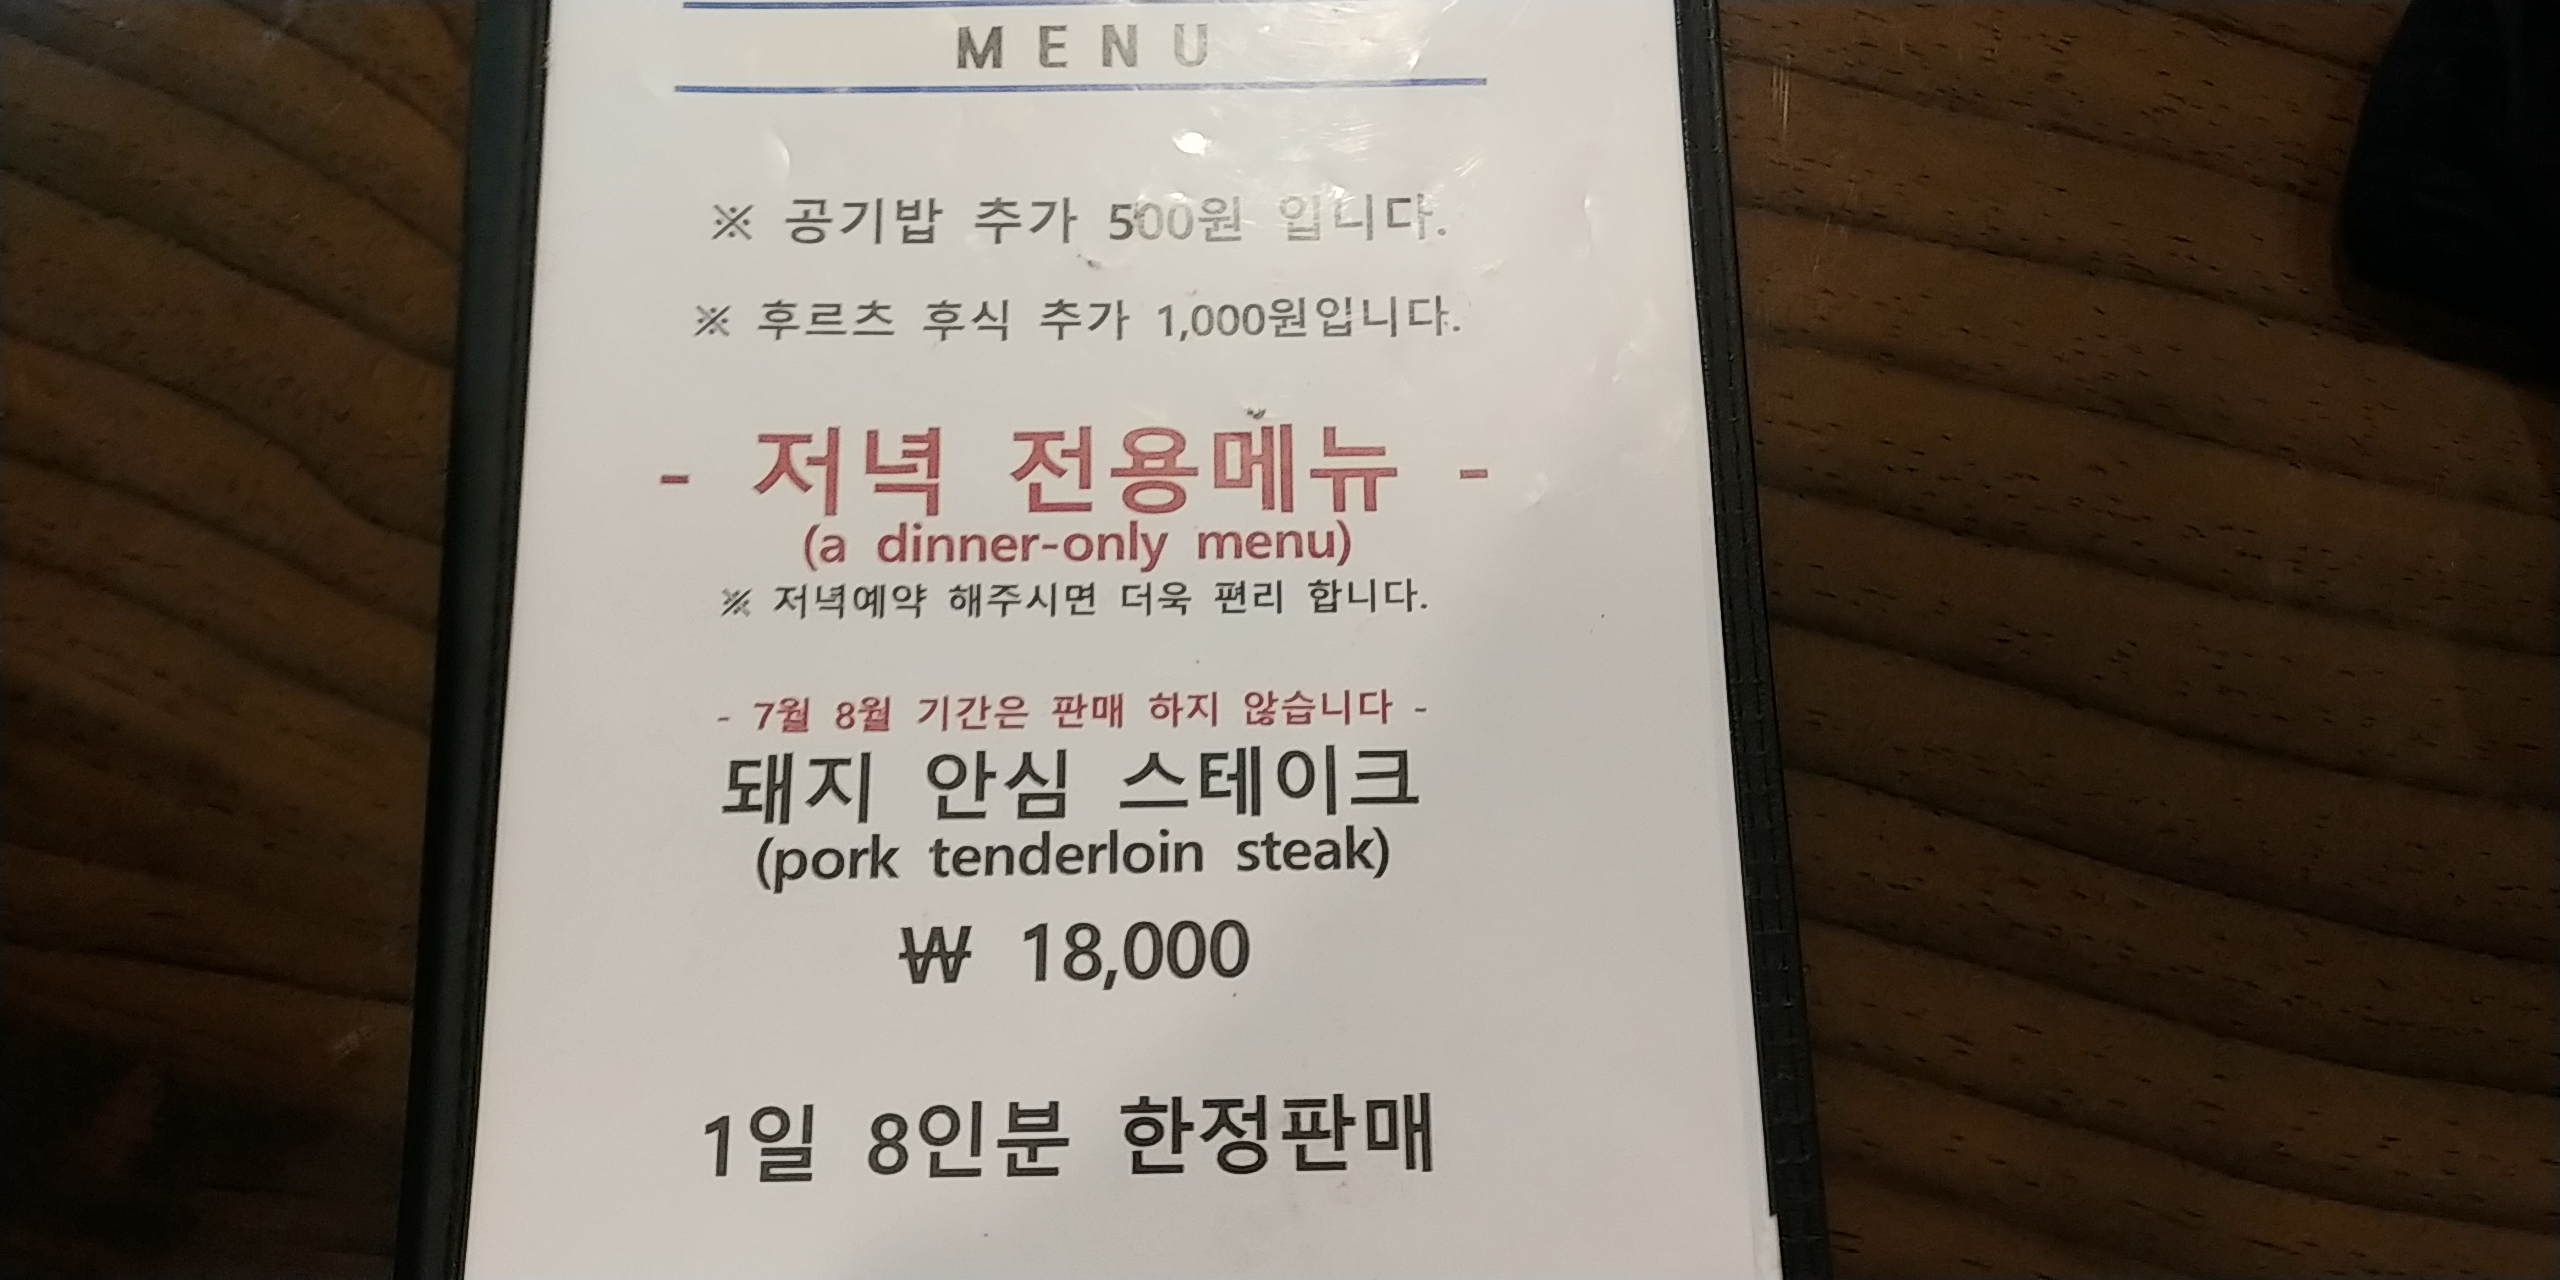 MENU
※ 공기밥 추가 500원 입니다.
※ 후르츠 후식 추가 1,000원입니다.
- 저녁 전용메뉴 -
(a dinner-only menu)
※ 저녁예약 해주시면 더욱 편리 합니다.
- 7월 8월 기간은 판매 하지 않습니다 -
돼지 안심 스테이크
(pork tenderloin steak)
₩ 18,000
1일 8인분 한정판매